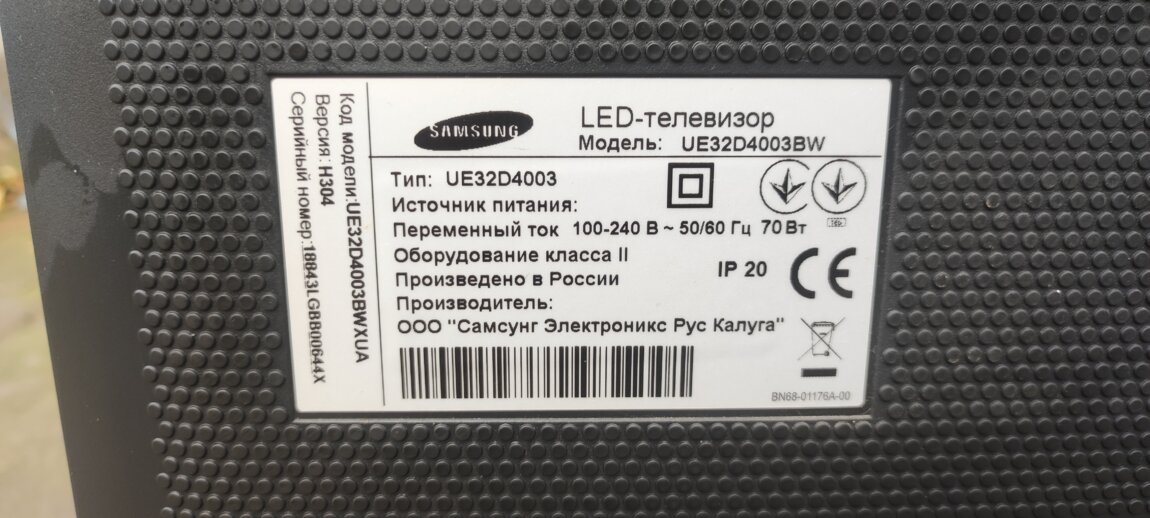 SAMSUNG
LED-телевизор
Модель: UE32D4003BW
Тип: UE32D4003
Источник питания:
Переменный ток 100-240 В ~ 50/60 Гц 70 Вт
Оборудование класса II
IP 20
CE
Произведено в России
Производитель:
ООО "Самсунг Электроникс Рус Калуга"
BN68-01176A-00
Код модели:UE32D4003BWXUA
Версия: H304
Серийный номер:18843LGBB00644X